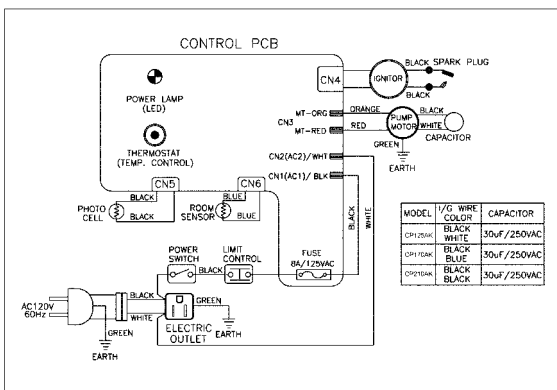 CONTROL PCB
CN4
BLACK
SPARK PLUG
IGNITOR
BLACK
POWER LAMP
(LED)
MT-ORG
ORANGE
CN3
MT-RED
RED
PUMP
MOTOR
BLACK
WHITE
CAPACITOR
GREEN
EARTH
THERMOSTAT
(TEMP. CONTROL)
CN2(AC2)/WHT
CN1(AC1)/ BLK
CN5
CN6
BLACK
BLUE
PHOTO
CELL
BLACK
ROOM
SENSOR
BLUE
BLACK
WHITE
MODEL I/G WIRE COLOR CAPACITOR
CP125AK BLACK WHITE 30uF/250VAC
CP170AK BLACK BLUE 30uF/250VAC
CP210AK BLACK BLACK 30uF/250VAC
POWER
SWITCH
BLACK
LIMIT
CONTROL
FUSE
8A/125VAC
AC120V
60Hz
BLACK
WHITE
GREEN
EARTH
GREEN
ELECTRIC
OUTLET
EARTH